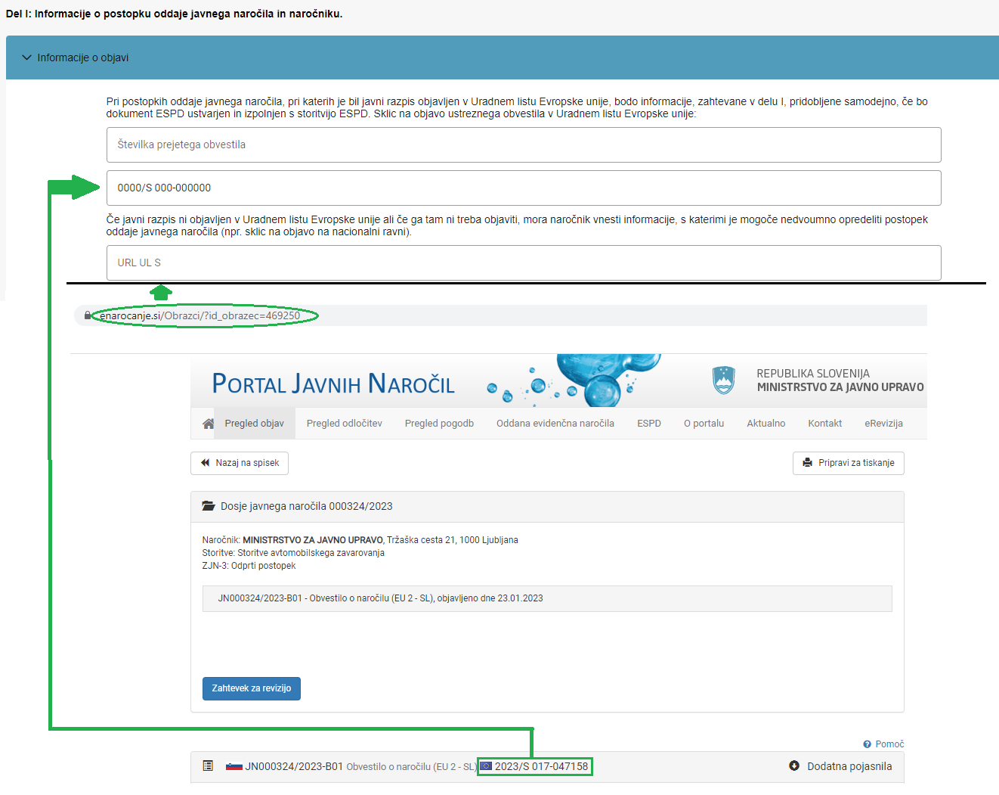 Del I: Informacije o postopku oddaje javnega naročila in naročniku.
Informacije o objavi
Pri postopkih oddaje javnega naročila, pri katerih je bil javni razpis objavljen v Uradnem listu Evropske unije, bodo informacije, zahtevane v delu I, pridobljene samodejno, če bo
dokument ESPD ustvarjen in izpolnjen s storitvijo ESPD. Sklic na objavo ustreznega obvestila v Uradnem listu Evropske unije:
Številka prejetega obvestila
0000/S 000-000000
Če javni razpis ni objavljen v Uradnem listu Evropske unije ali če ga tam ni treba objaviti, mora naročnik vnesti informacije, s katerimi je mogoče nedvoumno opredeliti postopek
oddaje javnega naročila (npr. sklic na objavo na nacionalni ravni).
URL UL S
enarocanje.si/Obrazci/?id_obrazec=469250
PORTAL JAVNIH NAROČIL
REPUBLIKA SLOVENIJA
MINISTRSTVO ZA JAVNO UPRAVO
Pregled objav Pregled odločitev Pregled pogodb Oddana evidenčna naročila ESPD O portalu Aktualno Kontakt eRevizija
Nazaj na spisek Pripravi za tiskanje
Dosje javnega naročila 000324/2023
Naročnik: MINISTRSTVO ZA JAVNO UPRAVO, Tržaška cesta 21, 1000 Ljubljana
Storitve: Storitve avtomobilskega zavarovanja
ZJN-3: Odprti postopek
JN000324/2023-B01 - Obvestilo o naročilu (EU 2 - SL), objavljeno dne 23.01.2023
Zahtevek za revizijo
Pomoč
JN000324/2023-B01 Obvestilo o naročilu (EU 2 - SL) 2023/S 017-047158 Dodatna pojasnila